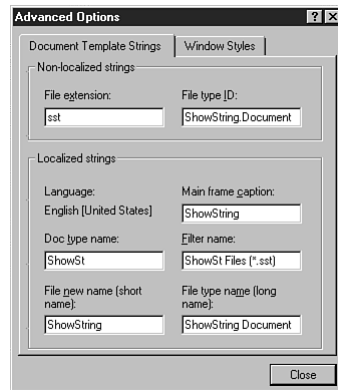 Advanced Options
? X
Document Template Strings
Window Styles
Non-localized strings
File extension:
File type ID:
sst
ShowString.Document
Localized strings
Language:
Main frame caption:
English [United States]
ShowString
Doc type name:
Filter name:
ShowSt
ShowSt Files (*.sst)
File new name (short
name):
File type name (long
name):
ShowString
ShowString Document
Close